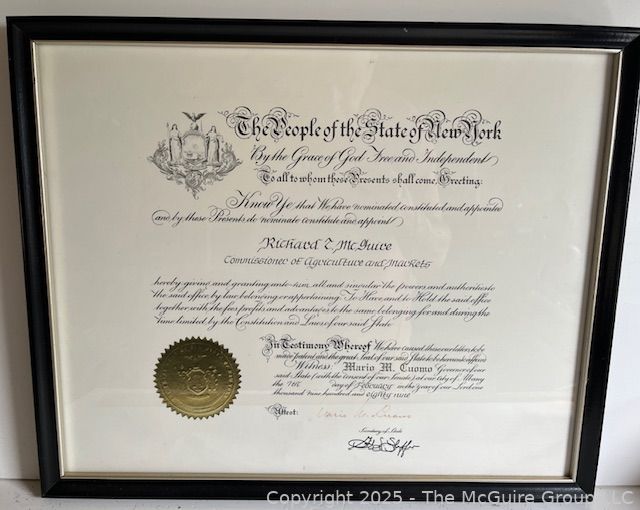 The People of the State of New York
By the Grace of God Free and Independent
To all to whom these Presents shall come, Greeting:
Know Ye that We have nominated constituted and appointed
and by these Presents do nominate constitute and appoint
Richard T. McGuire
Commissioner of Agriculture and Markets
hereby giving and granting unto him all and singular the powers and authorities to
the said office by law belonging or appertaining. To Have and to Hold the said office
together with the fees profits and advantages to the same belonging for and during the
time limited by the Constitution and Laws of our said State
In Testimony Whereof We have caused these our letters to be
made patent and the great Seal of our said State to be hereunto affixed
Witness: Mario M. Cuomo Governor of our
said State (with the consent of our Senate) at our city of Albany
the 7th day of February in the year of our Lord one
thousand nine hundred and eighty nine
Attest:
Mario M. Cuomo
Secretary of State
Copyright 2025 - The McGuire Group LLC